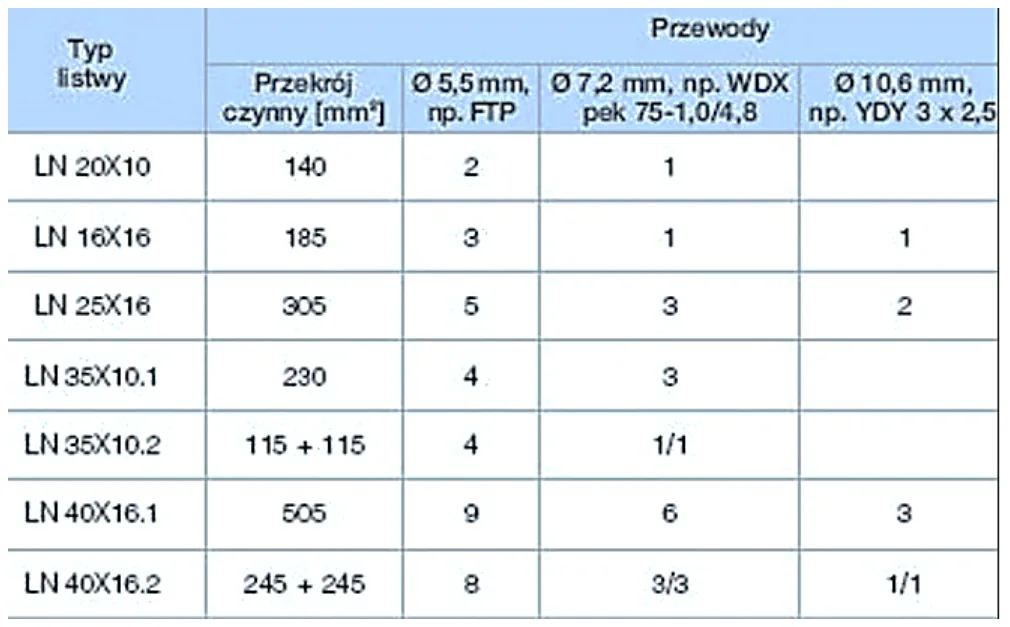 Typ
listwy
Przewody
Przekrój
czynny [mm²]
Ø 5,5 mm,
np. FTP
Ø 7,2 mm, np. WDX
pek 75-1,0/4,8
Ø 10,6 mm,
np. YDY 3 x 2,5
LN 20X10 140 2 1
LN 16X16 185 3 1 1
LN 25X16 305 5 3 2
LN 35X10.1 230 4 3
LN 35X10.2 115 + 115 4 1/1
LN 40X16.1 505 9 6 3
LN 40X16.2 245 + 245 8 3/3 1/1